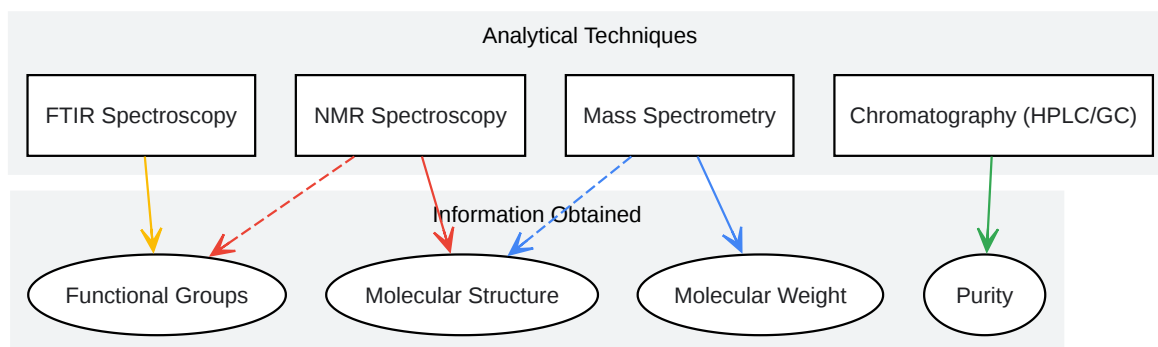 Analytical Techniques
FTIR Spectroscopy
NMR Spectroscopy
Mass Spectrometry
Chromatography (HPLC/GC)
Information Obtained
Functional Groups
Molecular Structure
Molecular Weight
Purity